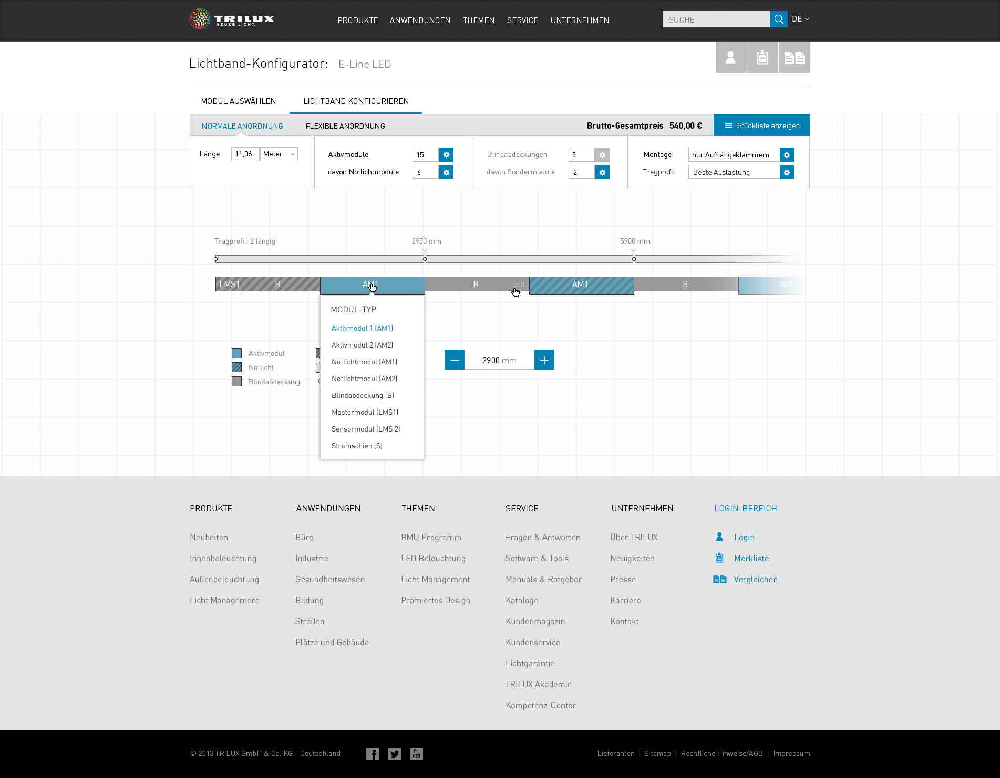 TRILUX
NEUES LICHT.
PRODUKTE ANWENDUNGEN THEMEN SERVICE UNTERNEHMEN
SUCHE
DE
Lichtband-Konfigurator: E-Line LED
MODUL AUSWÄHLEN LICHTBAND KONFIGURIEREN
NORMALE ANORDNUNG FLEXIBLE ANORDNUNG Brutto-Gesamtpreis 540,00 € Stückliste anzeigen
Länge 11,06 Meter
Aktivmodule 15
davon Notlichtmodule 6
Blindabdeckungen 5
davon Sondermodule 2
Montage nur Aufhängeklammern
Tragprofil Beste Auslastung
Tragprofil: 2 längig 2950 mm 5900 mm
LMS1 B AM1 B edit AM1 B AM1
MODUL-TYP
Aktivmodul 1 (AM1)
Aktivmodul 2 (AM2)
Notlichtmodul (AM1)
Notlichtmodul (AM2)
Blindabdeckung (B)
Mastermodul (LMS1)
Sensormodul (LMS 2)
Stromschien (S)
Aktivmodul
Notlicht
Blindabdeckung
2900 mm
PRODUKTE
Neuheiten
Innenbeleuchtung
Außenbeleuchtung
Licht Management
ANWENDUNGEN
Büro
Industrie
Gesundheitswesen
Bildung
Straßen
Plätze und Gebäude
THEMEN
BMU Programm
LED Beleuchtung
Licht Management
Prämiertes Design
SERVICE
Fragen & Antworten
Software & Tools
Manuals & Ratgeber
Kataloge
Kundenmagazin
Kundenservice
Lichtgarantie
TRILUX Akademie
Kompetenz-Center
UNTERNEHMEN
Über TRILUX
Neuigkeiten
Presse
Karriere
Kontakt
LOGIN-BEREICH
Login
Merkliste
Vergleichen
© 2013 TRILUX GmbH & Co. KG - Deutschland
You
Tube
Lieferanten | Sitemap | Rechtliche Hinweise/AGB | Impressum